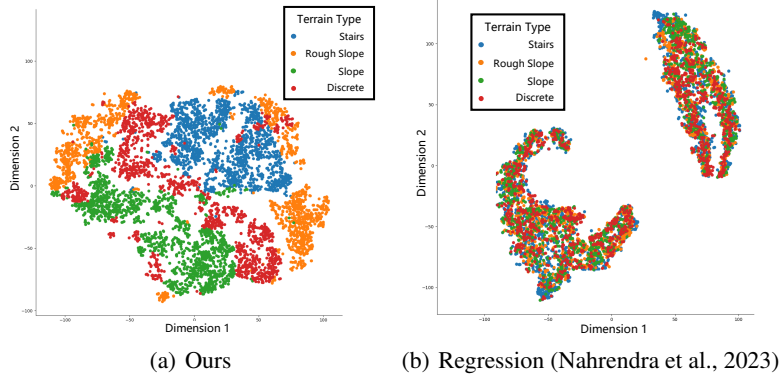 Terrain Type
Stairs
Rough Slope
Slope
Discrete
Dimension 2
100
50
0
−50
−100
−100
−50
0
50
100
Dimension 1
(a) Ours
Terrain Type
Stairs
Rough Slope
Slope
Discrete
Dimension 2
100
50
0
−50
−100
−100
−50
0
50
100
Dimension 1
(b) Regression (Nahrendra et al., 2023)